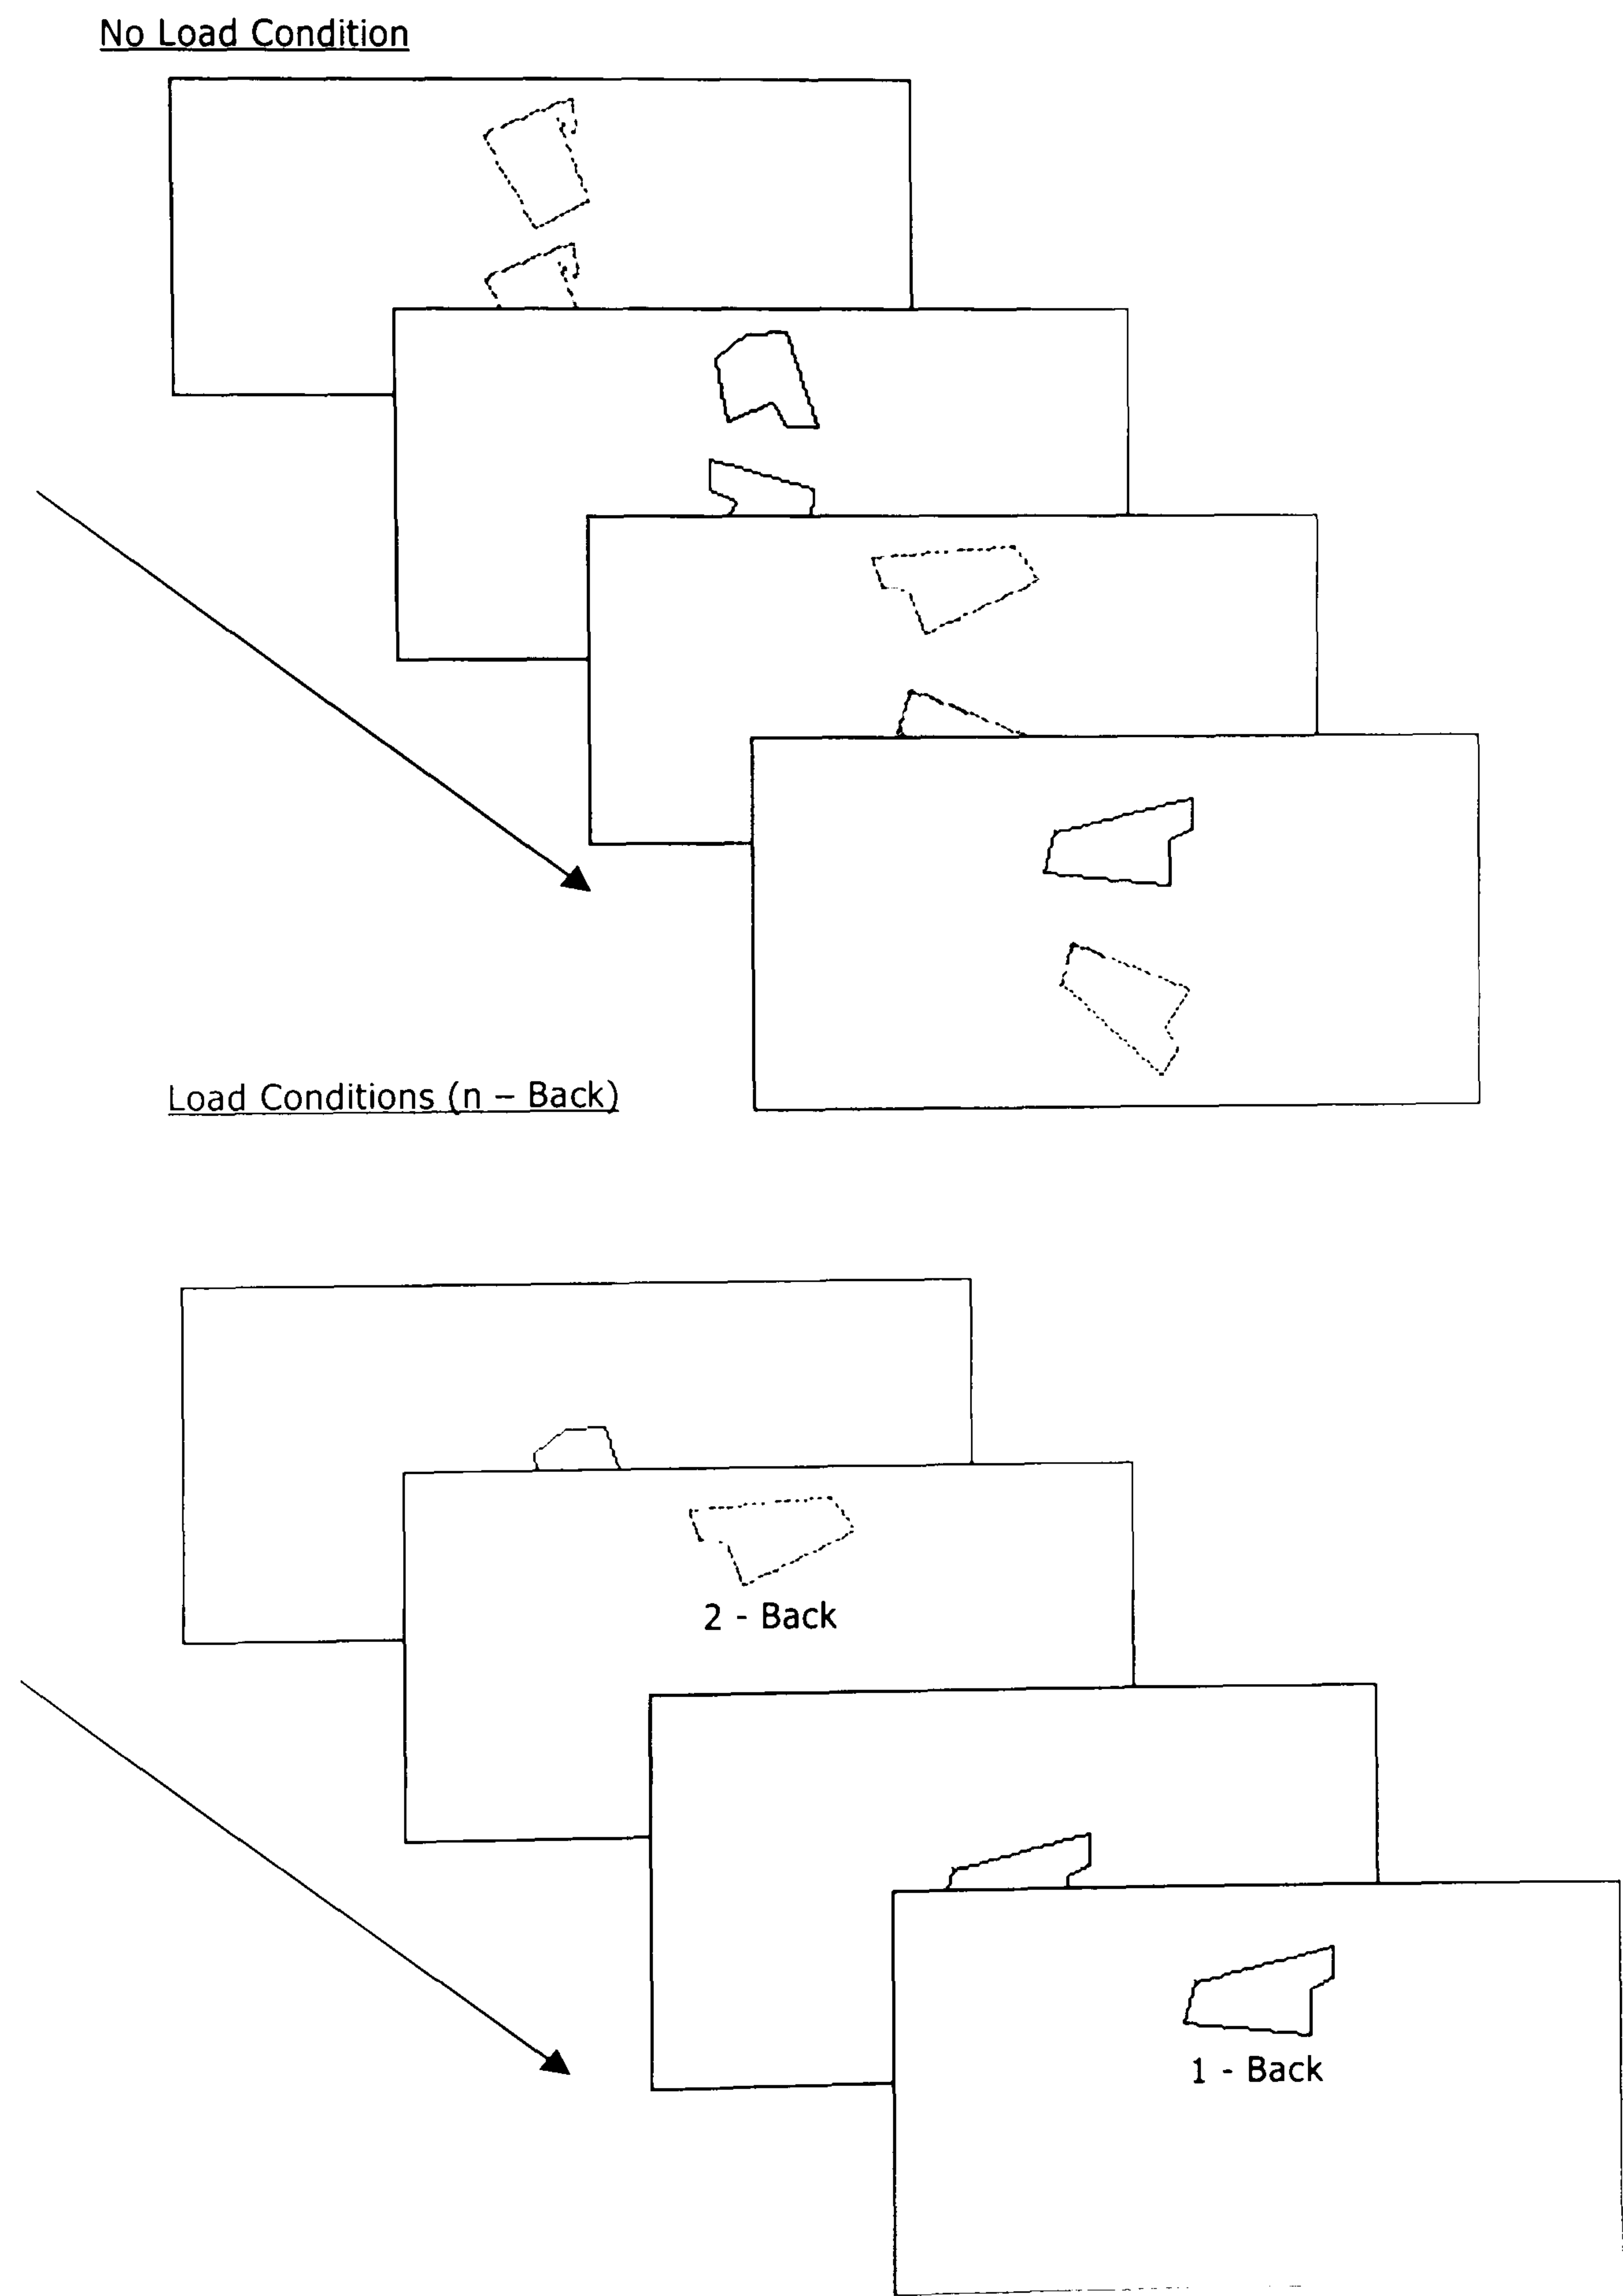 No Load Condition
Load Conditions (n – Back)
2 - Back
1 - Back